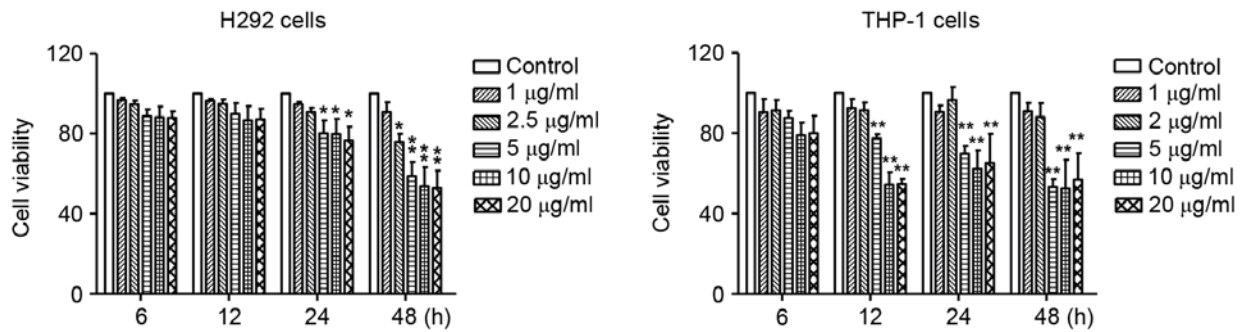 H292 cells
120
80
40
0
Cell viability
6 12 24 48 (h)
* * *
* ** ** **
Control
1 μg/ml
2.5 μg/ml
5 μg/ml
10 μg/ml
20 μg/ml
THP-1 cells
120
80
40
0
Cell viability
6 12 24 48 (h)
** ** **
** ** **
** ** **
Control
1 μg/ml
2 μg/ml
5 μg/ml
10 μg/ml
20 μg/ml